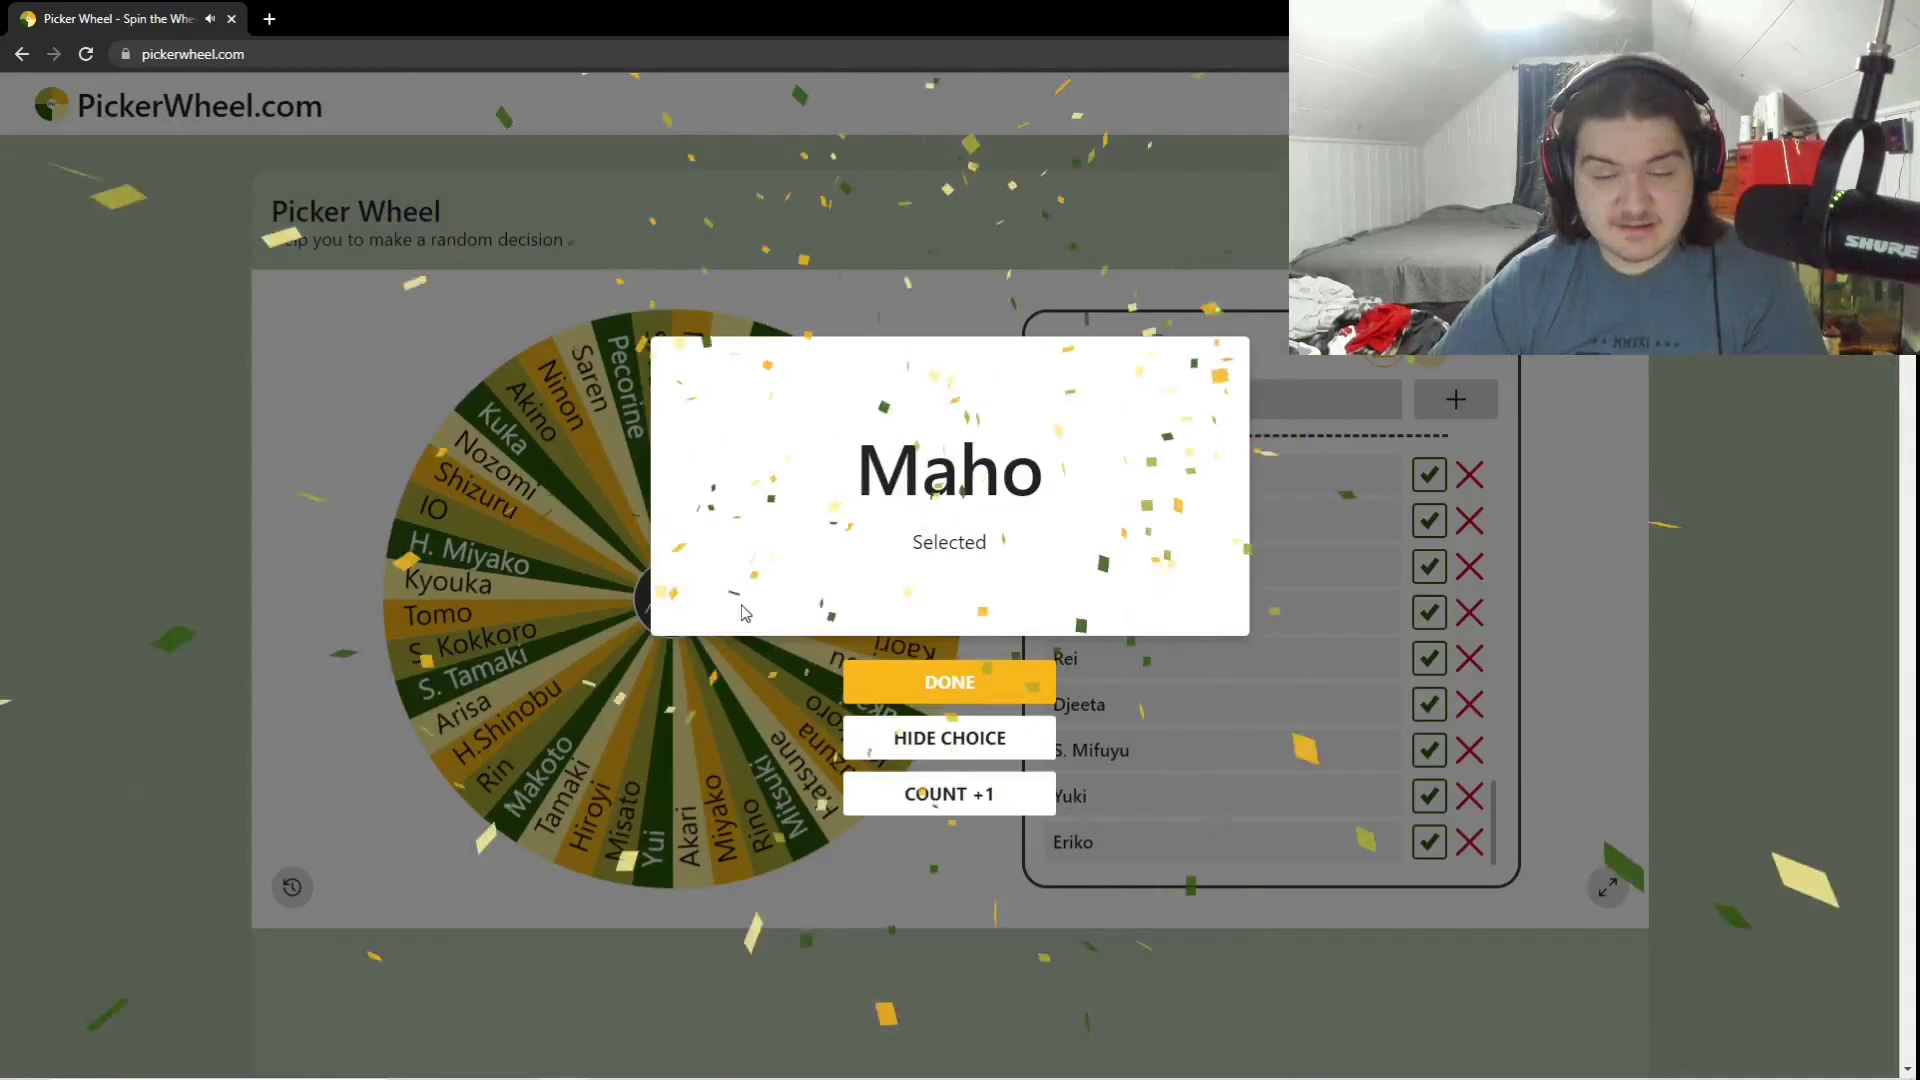 Picker Wheel - Spin the Whe
pickerwheel.com
PickerWheel.com
Picker Wheel
you to make a random decision
Pecorine
Saren
Ninon
Akino
Kuka
Nozomi
Shizuru
IO
H. Miyako
Kyouka
Tomo
S. Kokkoro
S. Tamaki
Arisa
H.Shinobu
Rin
Makoto
Tamaki
Hiroyi
Misato
Yui
Akari
Miyako
Rino
Mitsuki
Kaori
Maho
Selected
DONE
HIDE CHOICE
COUNT +1
Rei
Djeeta
S. Mifuyu
Yuki
Eriko
SHURE
MMXXI